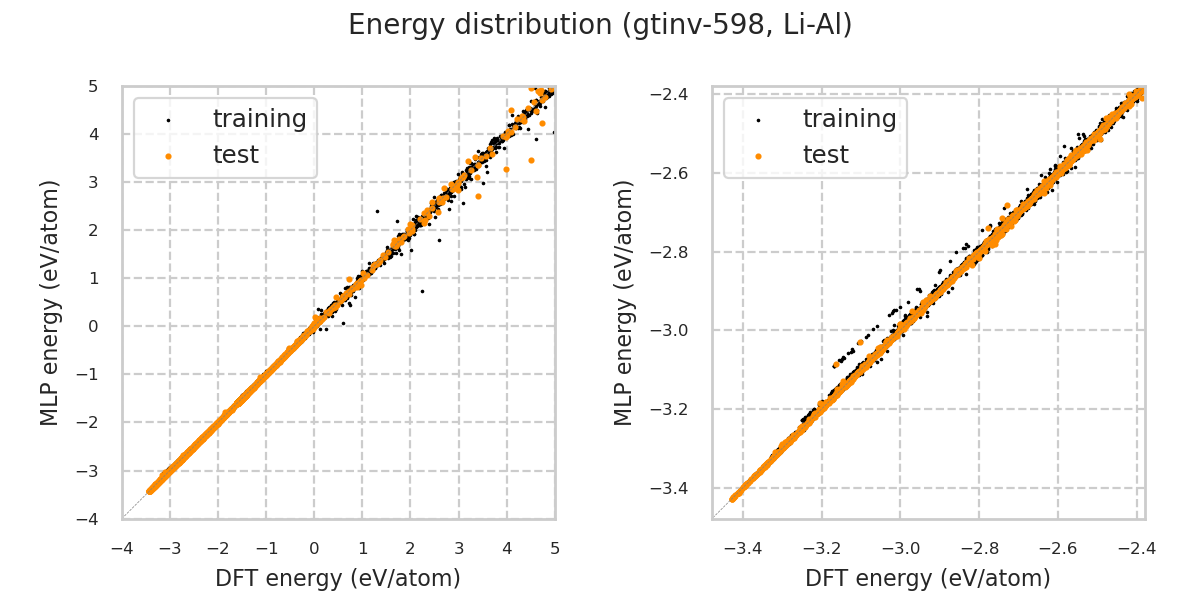 Energy distribution (gtinv-598, Li-Al)
training
test
5
4
3
2
1
0
−1
−2
−3
−4
MLP energy (eV/atom)
−4 −3 −2 −1 0 1 2 3 4 5
DFT energy (eV/atom)
training
test
−2.4
−2.6
−2.8
−3.0
−3.2
−3.4
MLP energy (eV/atom)
−3.4 −3.2 −3.0 −2.8 −2.6 −2.4
DFT energy (eV/atom)